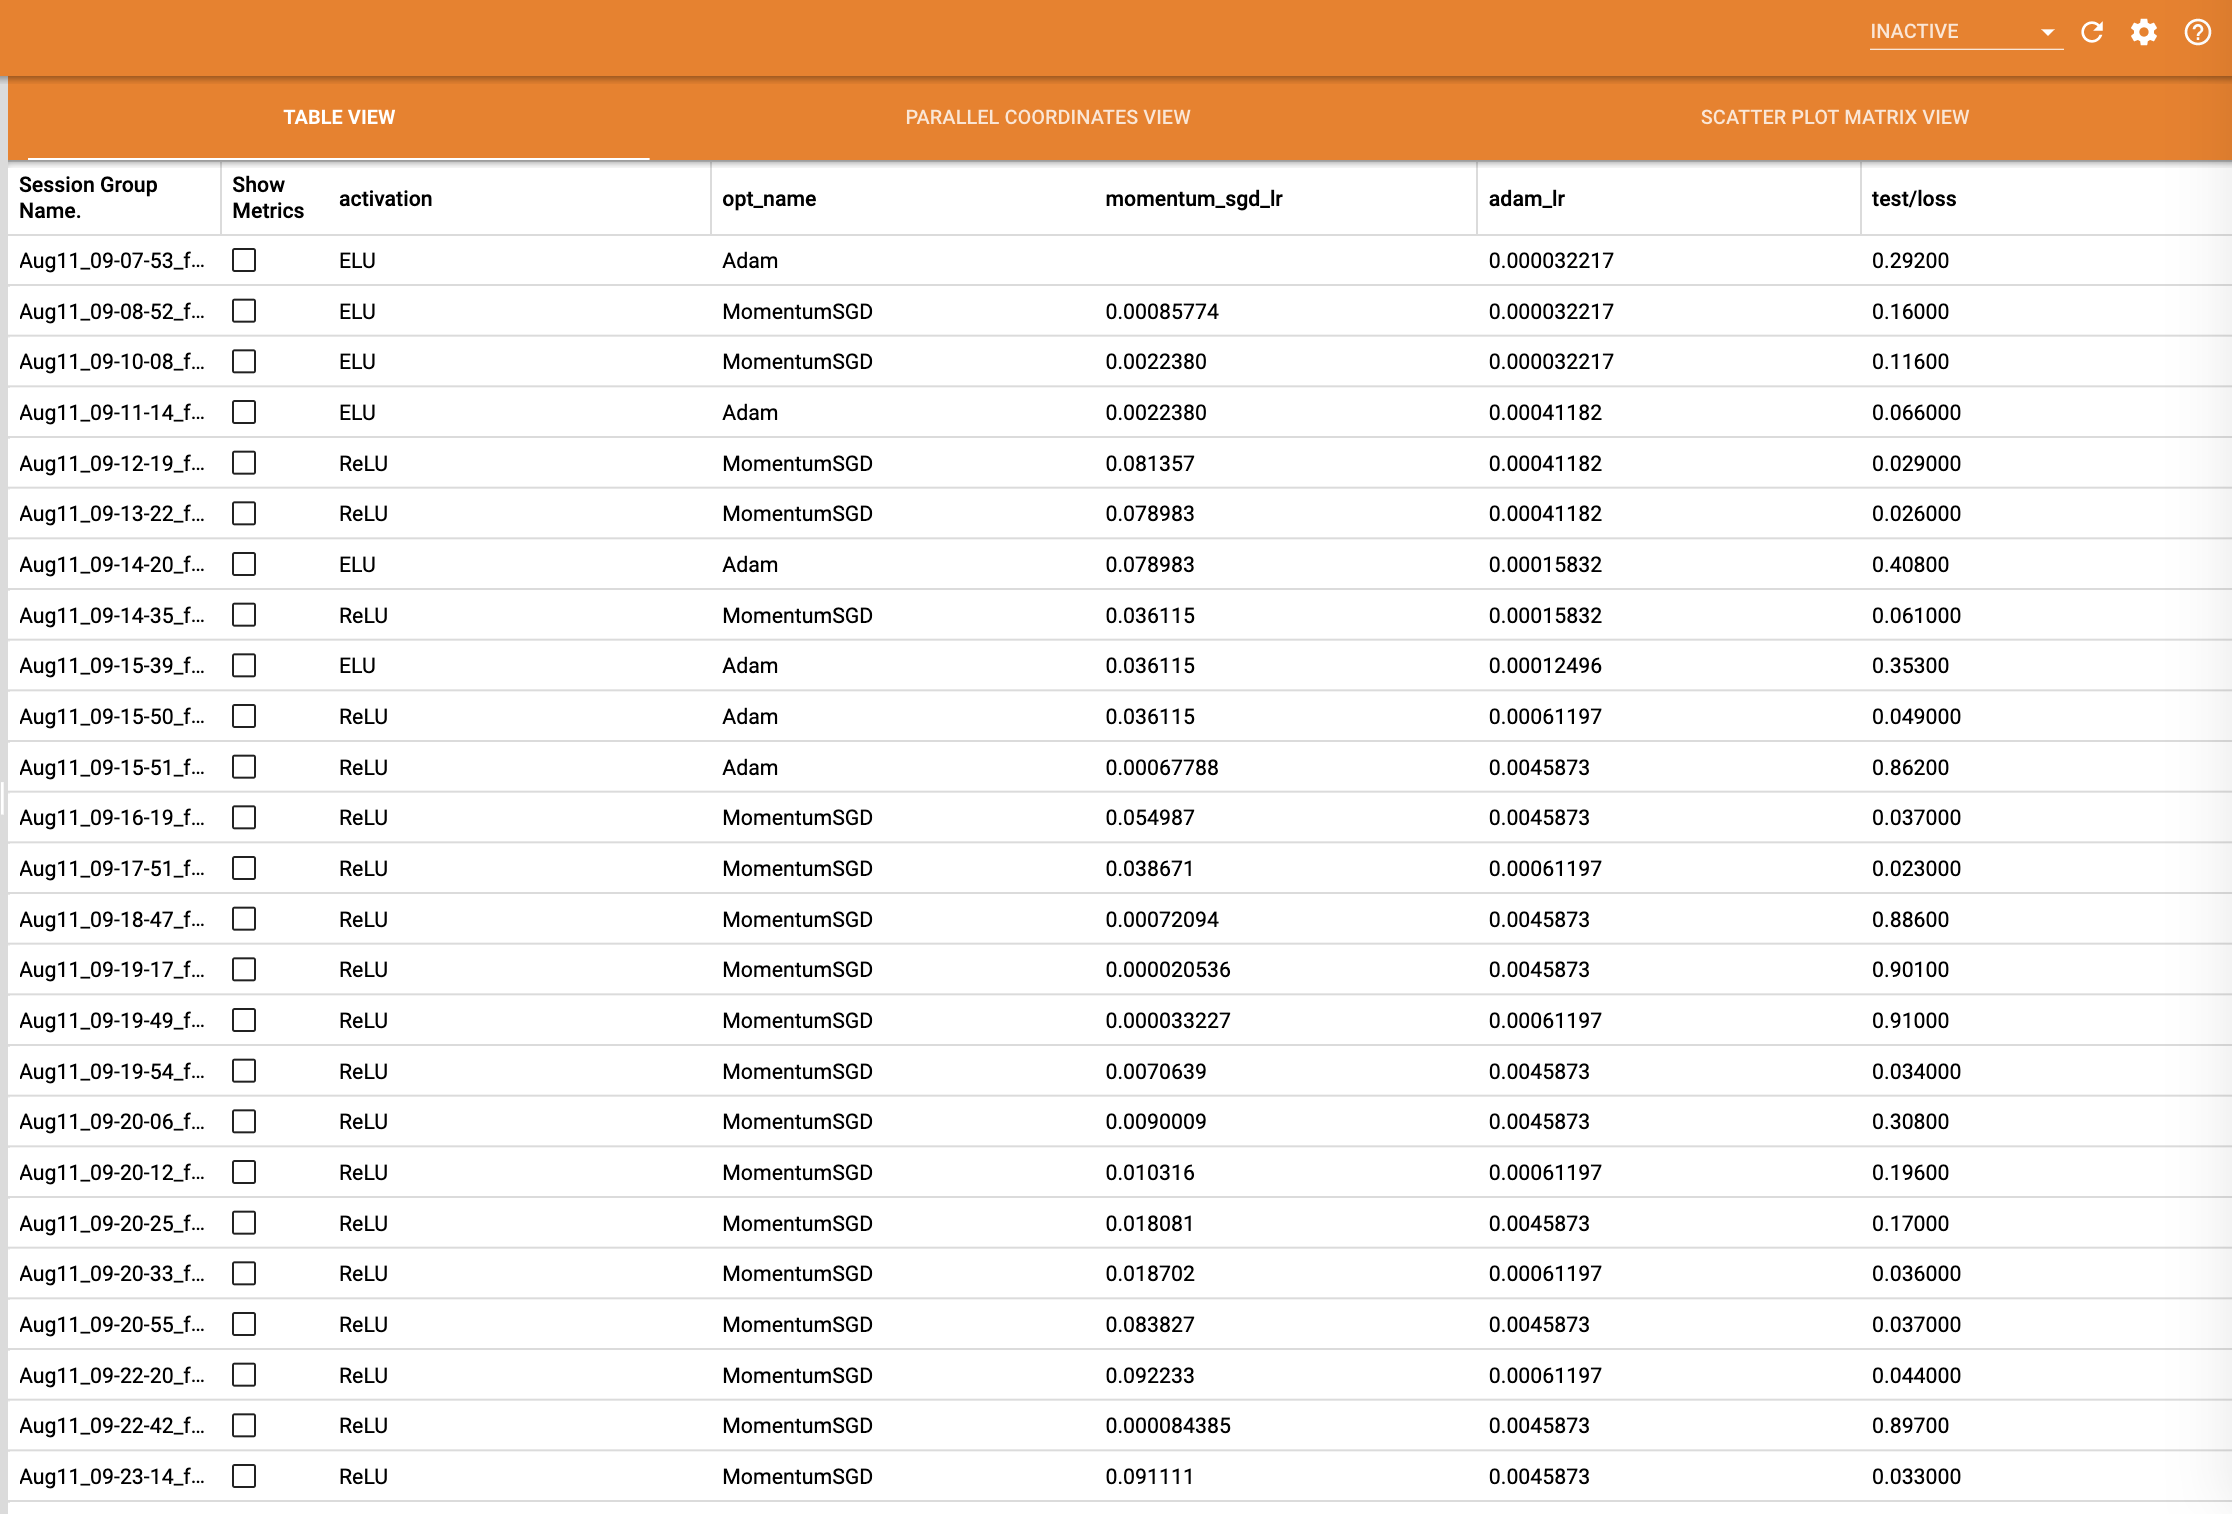 INACTIVE
TABLE VIEW PARALLEL COORDINATES VIEW SCATTER PLOT MATRIX VIEW
Session Group Name. Show Metrics activation opt_name momentum_sgd_lr adam_lr test/loss
Aug11_09-07-53_f... ELU Adam 0.000032217 0.29200
Aug11_09-08-52_f... ELU MomentumSGD 0.00085774 0.000032217 0.16000
Aug11_09-10-08_f... ELU MomentumSGD 0.0022380 0.000032217 0.11600
Aug11_09-11-14_f... ELU Adam 0.0022380 0.00041182 0.066000
Aug11_09-12-19_f... ReLU MomentumSGD 0.081357 0.00041182 0.029000
Aug11_09-13-22_f... ReLU MomentumSGD 0.078983 0.00041182 0.026000
Aug11_09-14-20_f... ELU Adam 0.078983 0.00015832 0.40800
Aug11_09-14-35_f... ReLU MomentumSGD 0.036115 0.00015832 0.061000
Aug11_09-15-39_f... ELU Adam 0.036115 0.00012496 0.35300
Aug11_09-15-50_f... ReLU Adam 0.036115 0.00061197 0.049000
Aug11_09-15-51_f... ReLU Adam 0.00067788 0.0045873 0.86200
Aug11_09-16-19_f... ReLU MomentumSGD 0.054987 0.0045873 0.037000
Aug11_09-17-51_f... ReLU MomentumSGD 0.038671 0.00061197 0.023000
Aug11_09-18-47_f... ReLU MomentumSGD 0.00072094 0.0045873 0.88600
Aug11_09-19-17_f... ReLU MomentumSGD 0.000020536 0.0045873 0.90100
Aug11_09-19-49_f... ReLU MomentumSGD 0.000033227 0.00061197 0.91000
Aug11_09-19-54_f... ReLU MomentumSGD 0.0070639 0.0045873 0.034000
Aug11_09-20-06_f... ReLU MomentumSGD 0.0090009 0.0045873 0.30800
Aug11_09-20-12_f... ReLU MomentumSGD 0.010316 0.00061197 0.19600
Aug11_09-20-25_f... ReLU MomentumSGD 0.018081 0.0045873 0.17000
Aug11_09-20-33_f... ReLU MomentumSGD 0.018702 0.00061197 0.036000
Aug11_09-20-55_f... ReLU MomentumSGD 0.083827 0.0045873 0.037000
Aug11_09-22-20_f... ReLU MomentumSGD 0.092233 0.00061197 0.044000
Aug11_09-22-42_f... ReLU MomentumSGD 0.000084385 0.0045873 0.89700
Aug11_09-23-14_f... ReLU MomentumSGD 0.091111 0.0045873 0.033000